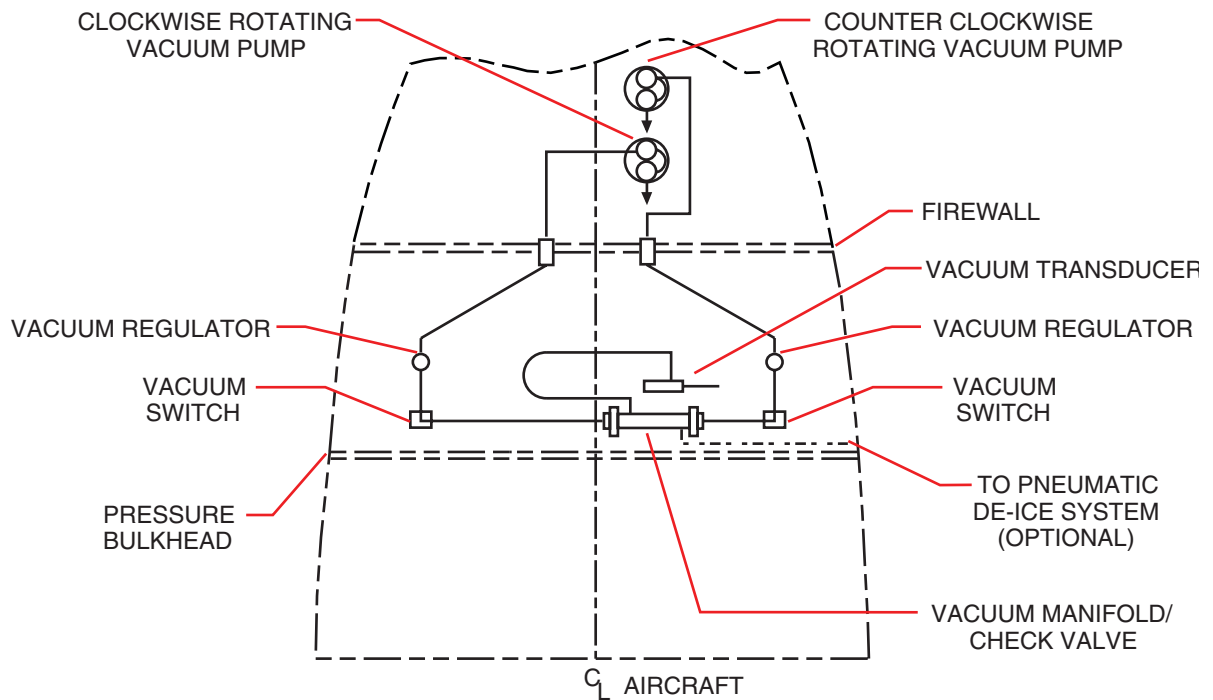 CLOCKWISE ROTATING
VACUUM PUMP
COUNTER CLOCKWISE
ROTATING VACUUM PUMP
FIREWALL
VACUUM TRANSDUCER
VACUUM REGULATOR
VACUUM REGULATOR
VACUUM
SWITCH
VACUUM
SWITCH
PRESSURE
BULKHEAD
TO PNEUMATIC
DE-ICE SYSTEM
(OPTIONAL)
VACUUM MANIFOLD/
CHECK VALVE
CL AIRCRAFT